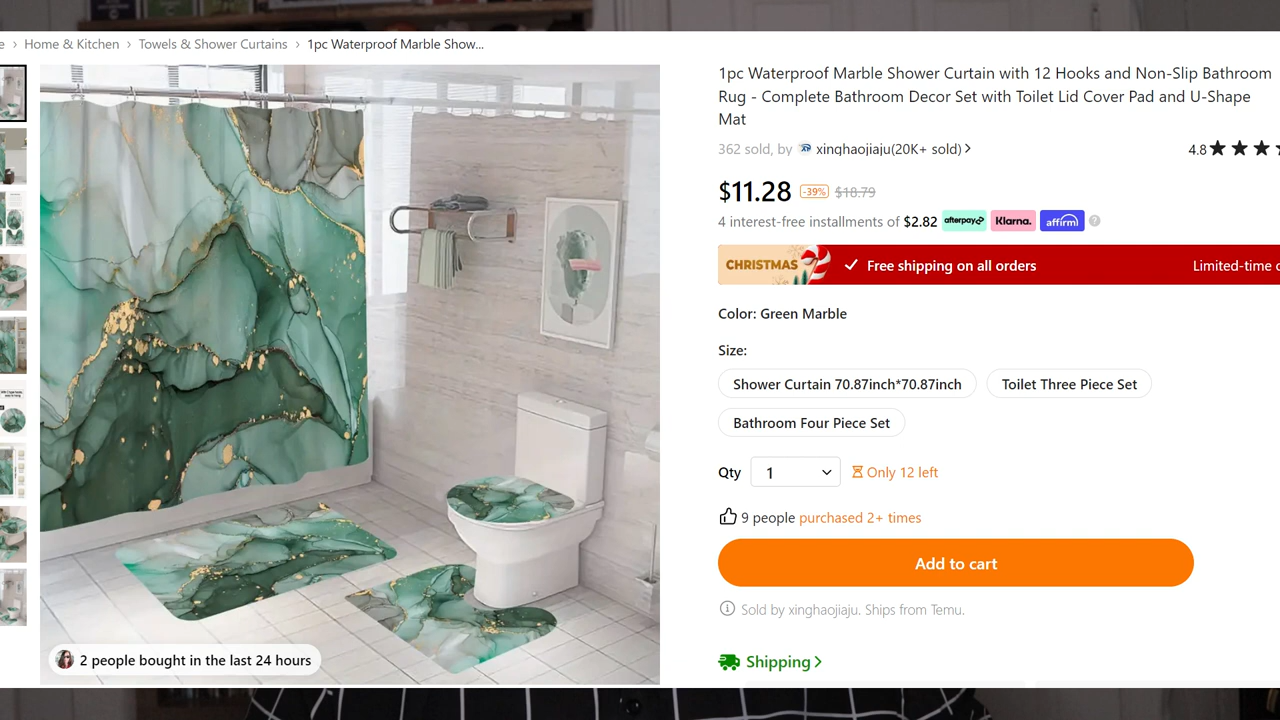 Home & Kitchen › Towels & Shower Curtains › 1pc Waterproof Marble Show...
1pc Waterproof Marble Shower Curtain with 12 Hooks and Non-Slip Bathroom
Rug - Complete Bathroom Decor Set with Toilet Lid Cover Pad and U-Shape
Mat
362 sold, by xinghaojiaju(20K+ sold) 4.8
$11.28 -39% $18.79
4 interest-free installments of $2.82 afterpay Klarna. affirm ?
CHRISTMAS Free shipping on all orders Limited-time
Color: Green Marble
Size:
Shower Curtain 70.87inch*70.87inch Toilet Three Piece Set
Bathroom Four Piece Set
Qty 1 Only 12 left
9 people purchased 2+ times
Add to cart
Sold by xinghaojiaju. Ships from Temu.
2 people bought in the last 24 hours
Shipping